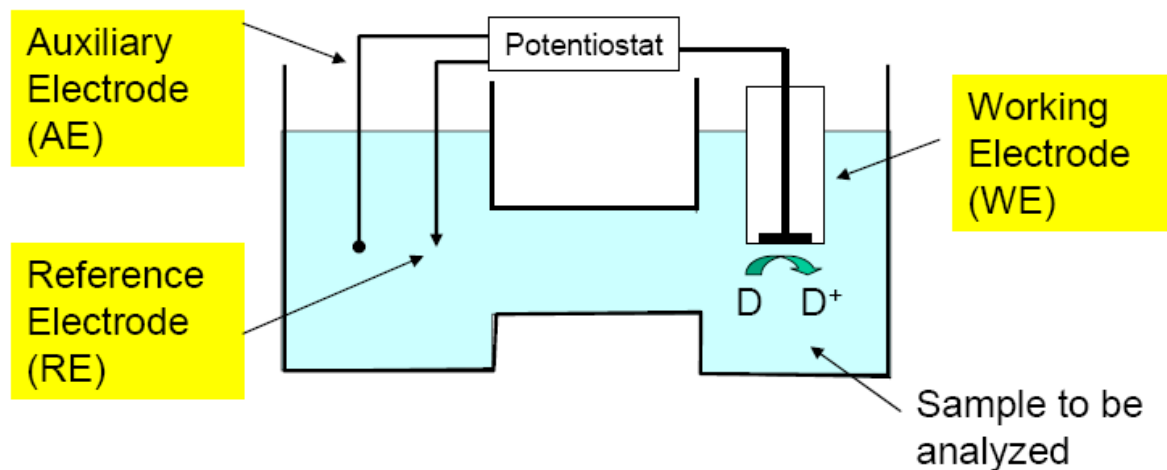 Auxiliary
Electrode
(AE)
Potentiostat
Working
Electrode
(WE)
Reference
Electrode
(RE)
D D⁺
Sample to be
analyzed